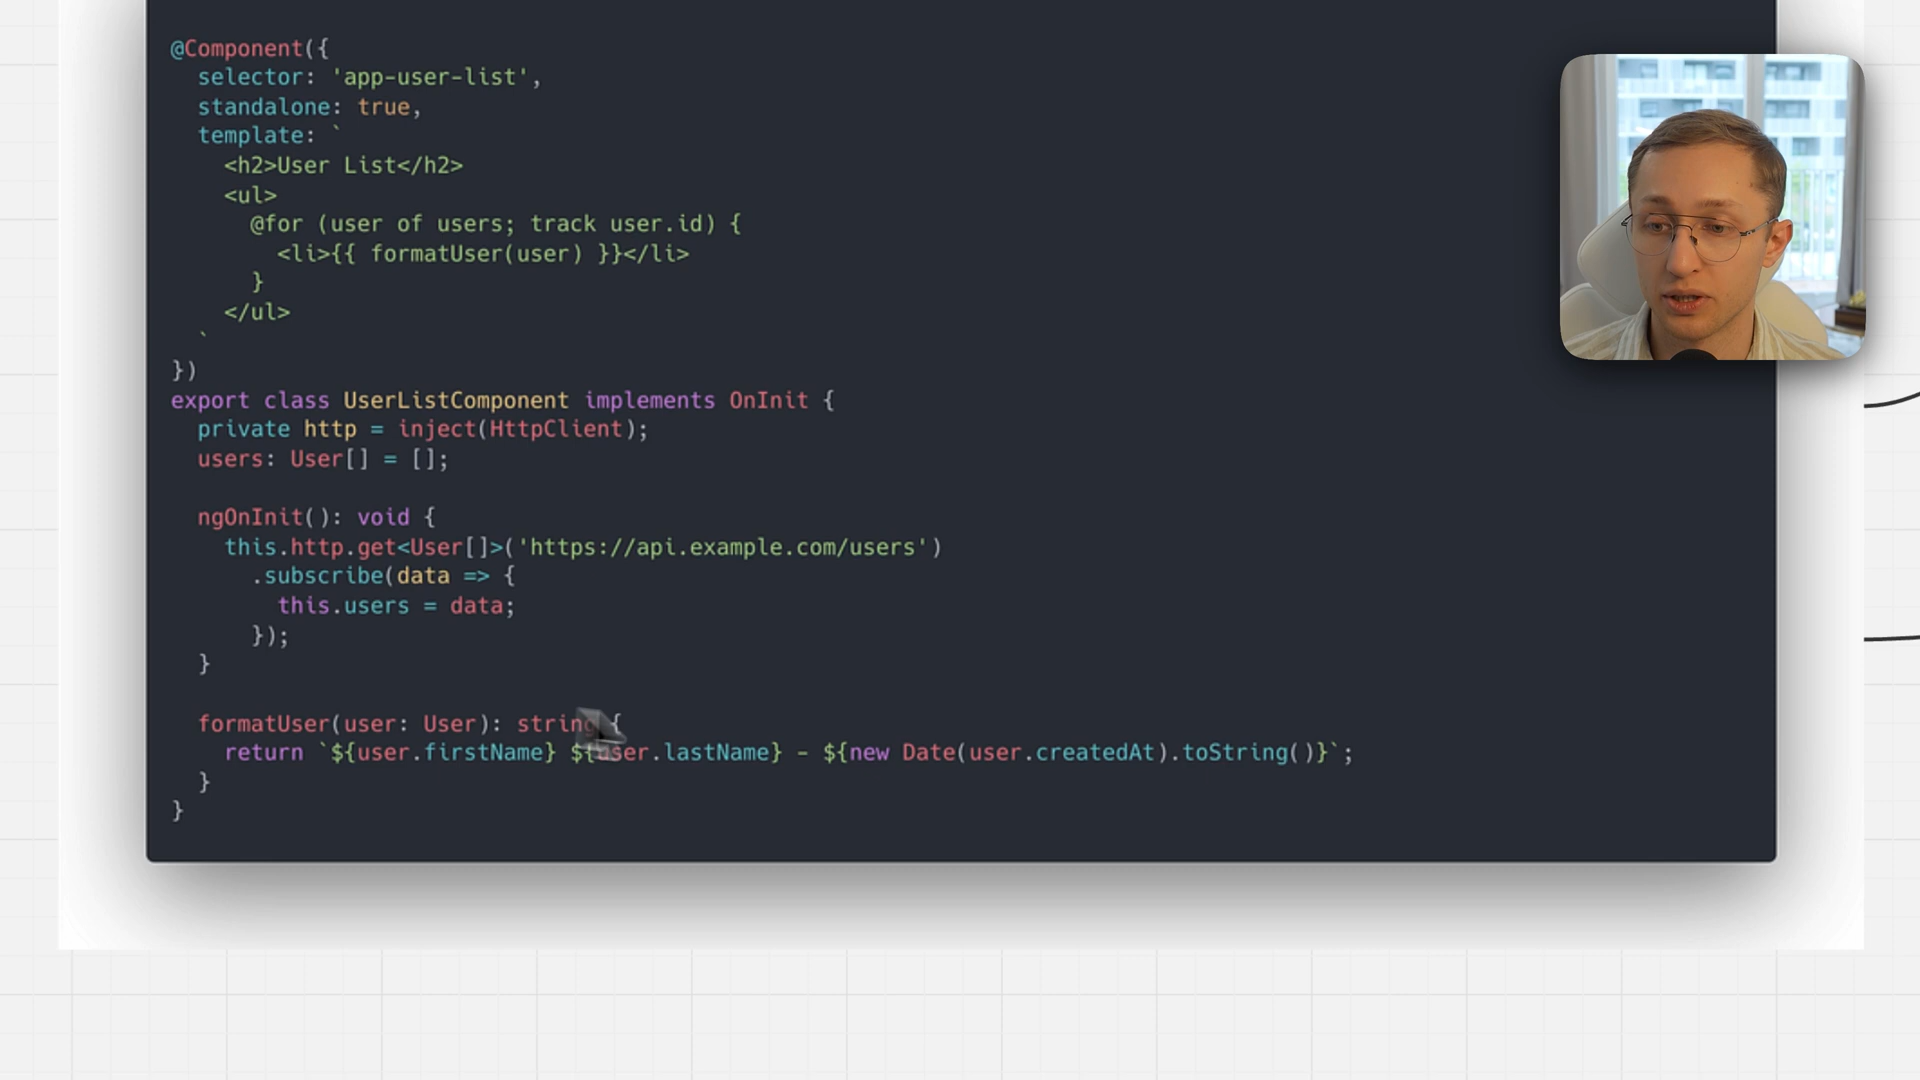 @Component({
  selector: 'app-user-list',
  standalone: true,
  template: `
    <h2>User List</h2>
    <ul>
      @for (user of users; track user.id) {
        <li>{{ formatUser(user) }}</li>
      }
    </ul>
  `
})
export class UserListComponent implements OnInit {
  private http = inject(HttpClient);
  users: User[] = [];

  ngOnInit(): void {
    this.http.get<User[]>('https://api.example.com/users')
      .subscribe(data => {
        this.users = data;
      });
  }

  formatUser(user: User): string {
    return `${user.firstName} ${user.lastName} - ${new Date(user.createdAt).toString()}`;
  }
}